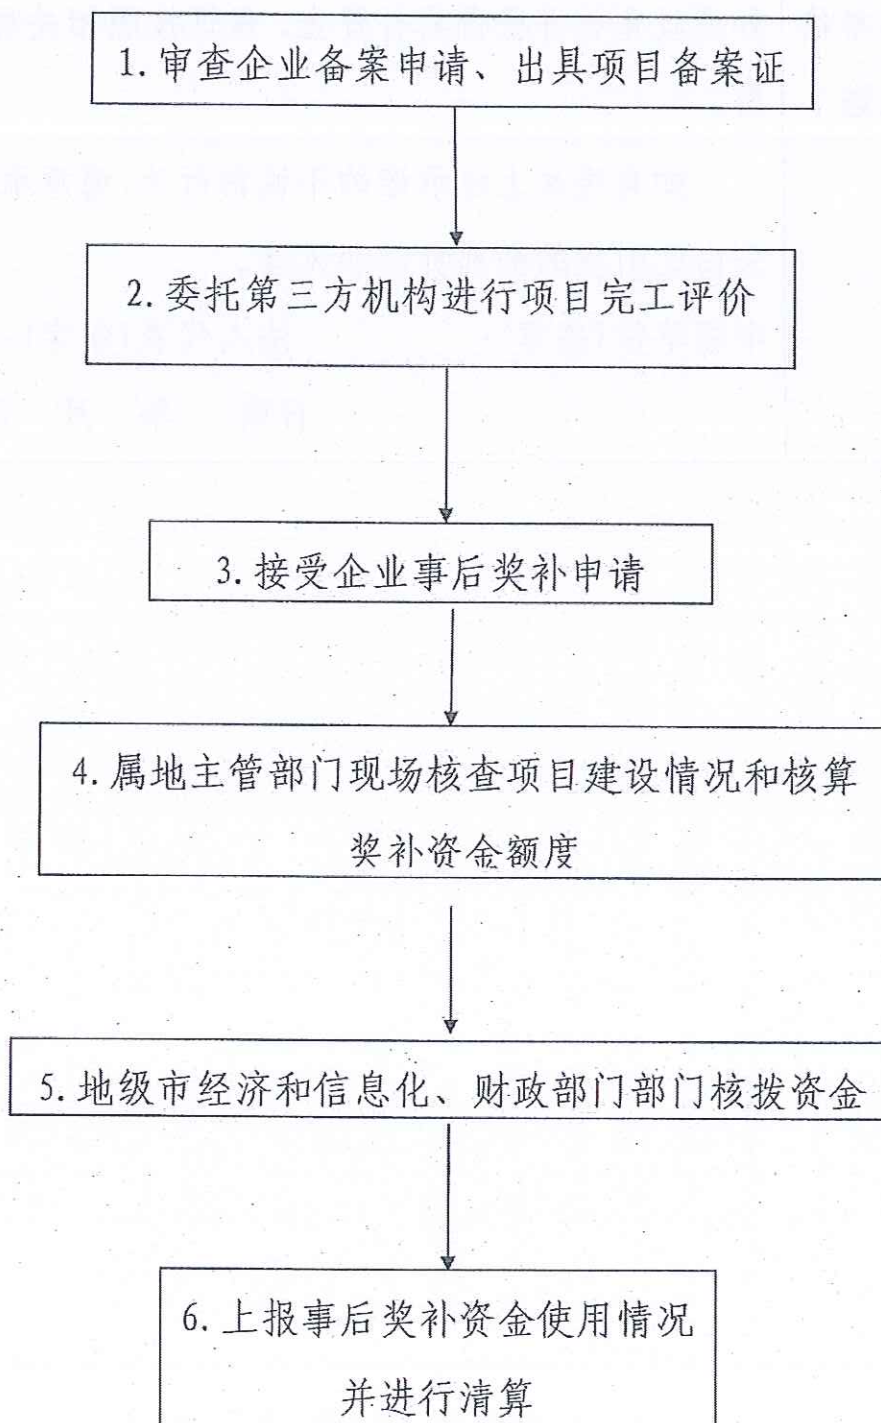 1.审查企业备案申请、出具项目备案证
2.委托第三方机构进行项目完工评价
3.接受企业事后奖补申请
4.属地主管部门现场核查项目建设情况和核算
奖补资金额度
5.地级市经济和信息化、财政部门部门核拨资金
6.上报事后奖补资金使用情况
并进行清算